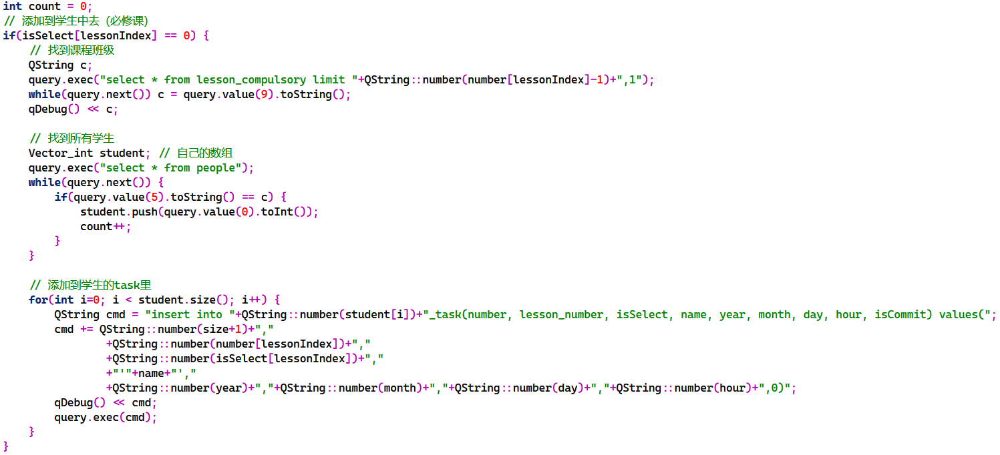 int count = 0;
// 添加到学生中去（必修课）
if(isSelect[lessonIndex] == 0) {
    // 找到课程班级
    QString c;
    query.exec("select * from lesson_compulsory limit "+QString::number(number[lessonIndex]-1)+",1");
    while(query.next()) c = query.value(9).toString();
    qDebug() << c;

    // 找到所有学生
    Vector_int student; // 自己的数组
    query.exec("select * from people");
    while(query.next()) {
        if(query.value(5).toString() == c) {
            student.push(query.value(0).toInt());
            count++;
        }
    }

    // 添加到学生的task里
    for(int i=0; i < student.size(); i++) {
        QString cmd = "insert into "+QString::number(student[i])+"_task(number, lesson_number, isSelect, name, year, month, day, hour, isCommit) values(";
        cmd += QString::number(size+1)+","
                +QString::number(number[lessonIndex])+","
                +QString::number(isSelect[lessonIndex])+","
                +"'"+name+"',"
                +QString::number(year)+","+QString::number(month)+","+QString::number(day)+","+QString::number(hour)+",0)";
        qDebug() << cmd;
        query.exec(cmd);
    }
}